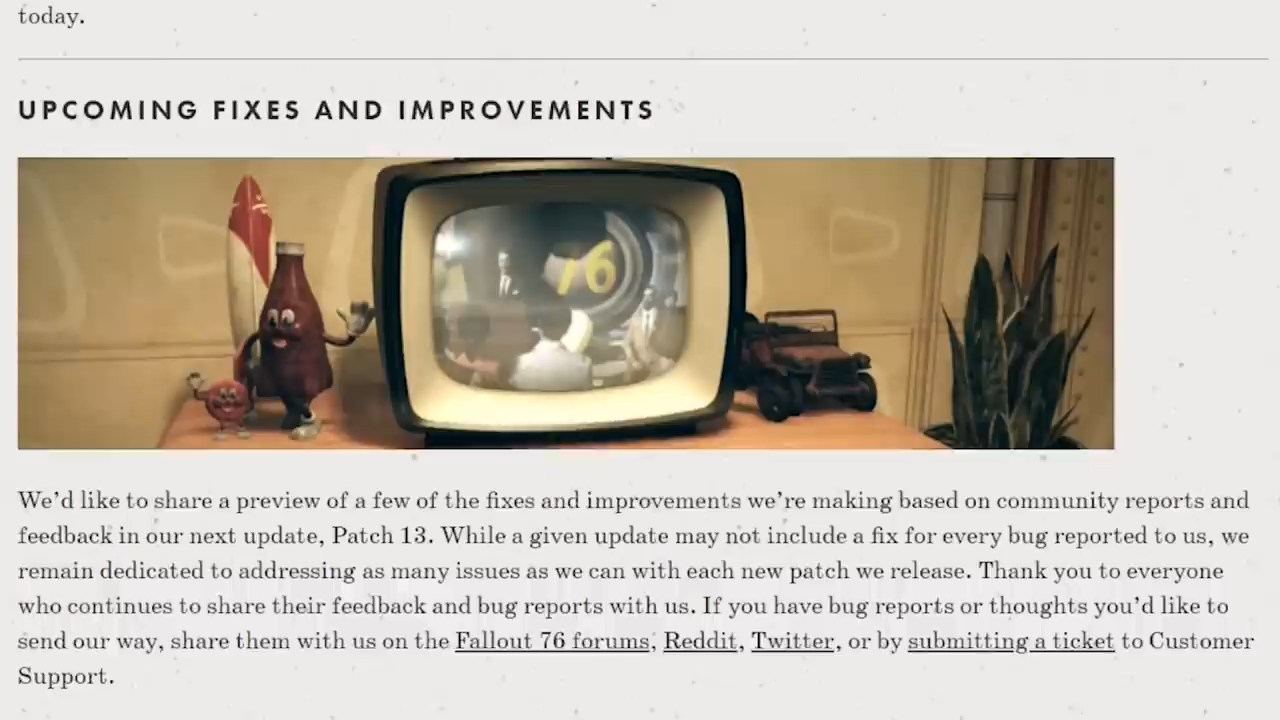 today.
UPCOMING FIXES AND IMPROVEMENTS
76
We'd like to share a preview of a few of the fixes and improvements we're making based on community reports and
feedback in our next update, Patch 13. While a given update may not include a fix for every bug reported to us, we
remain dedicated to addressing as many issues as we can with each new patch we release. Thank you to everyone
who continues to share their feedback and bug reports with us. If you have bug reports or thoughts you'd like to
send our way, share them with us on the Fallout 76 forums, Reddit, Twitter, or by submitting a ticket to Customer
Support.